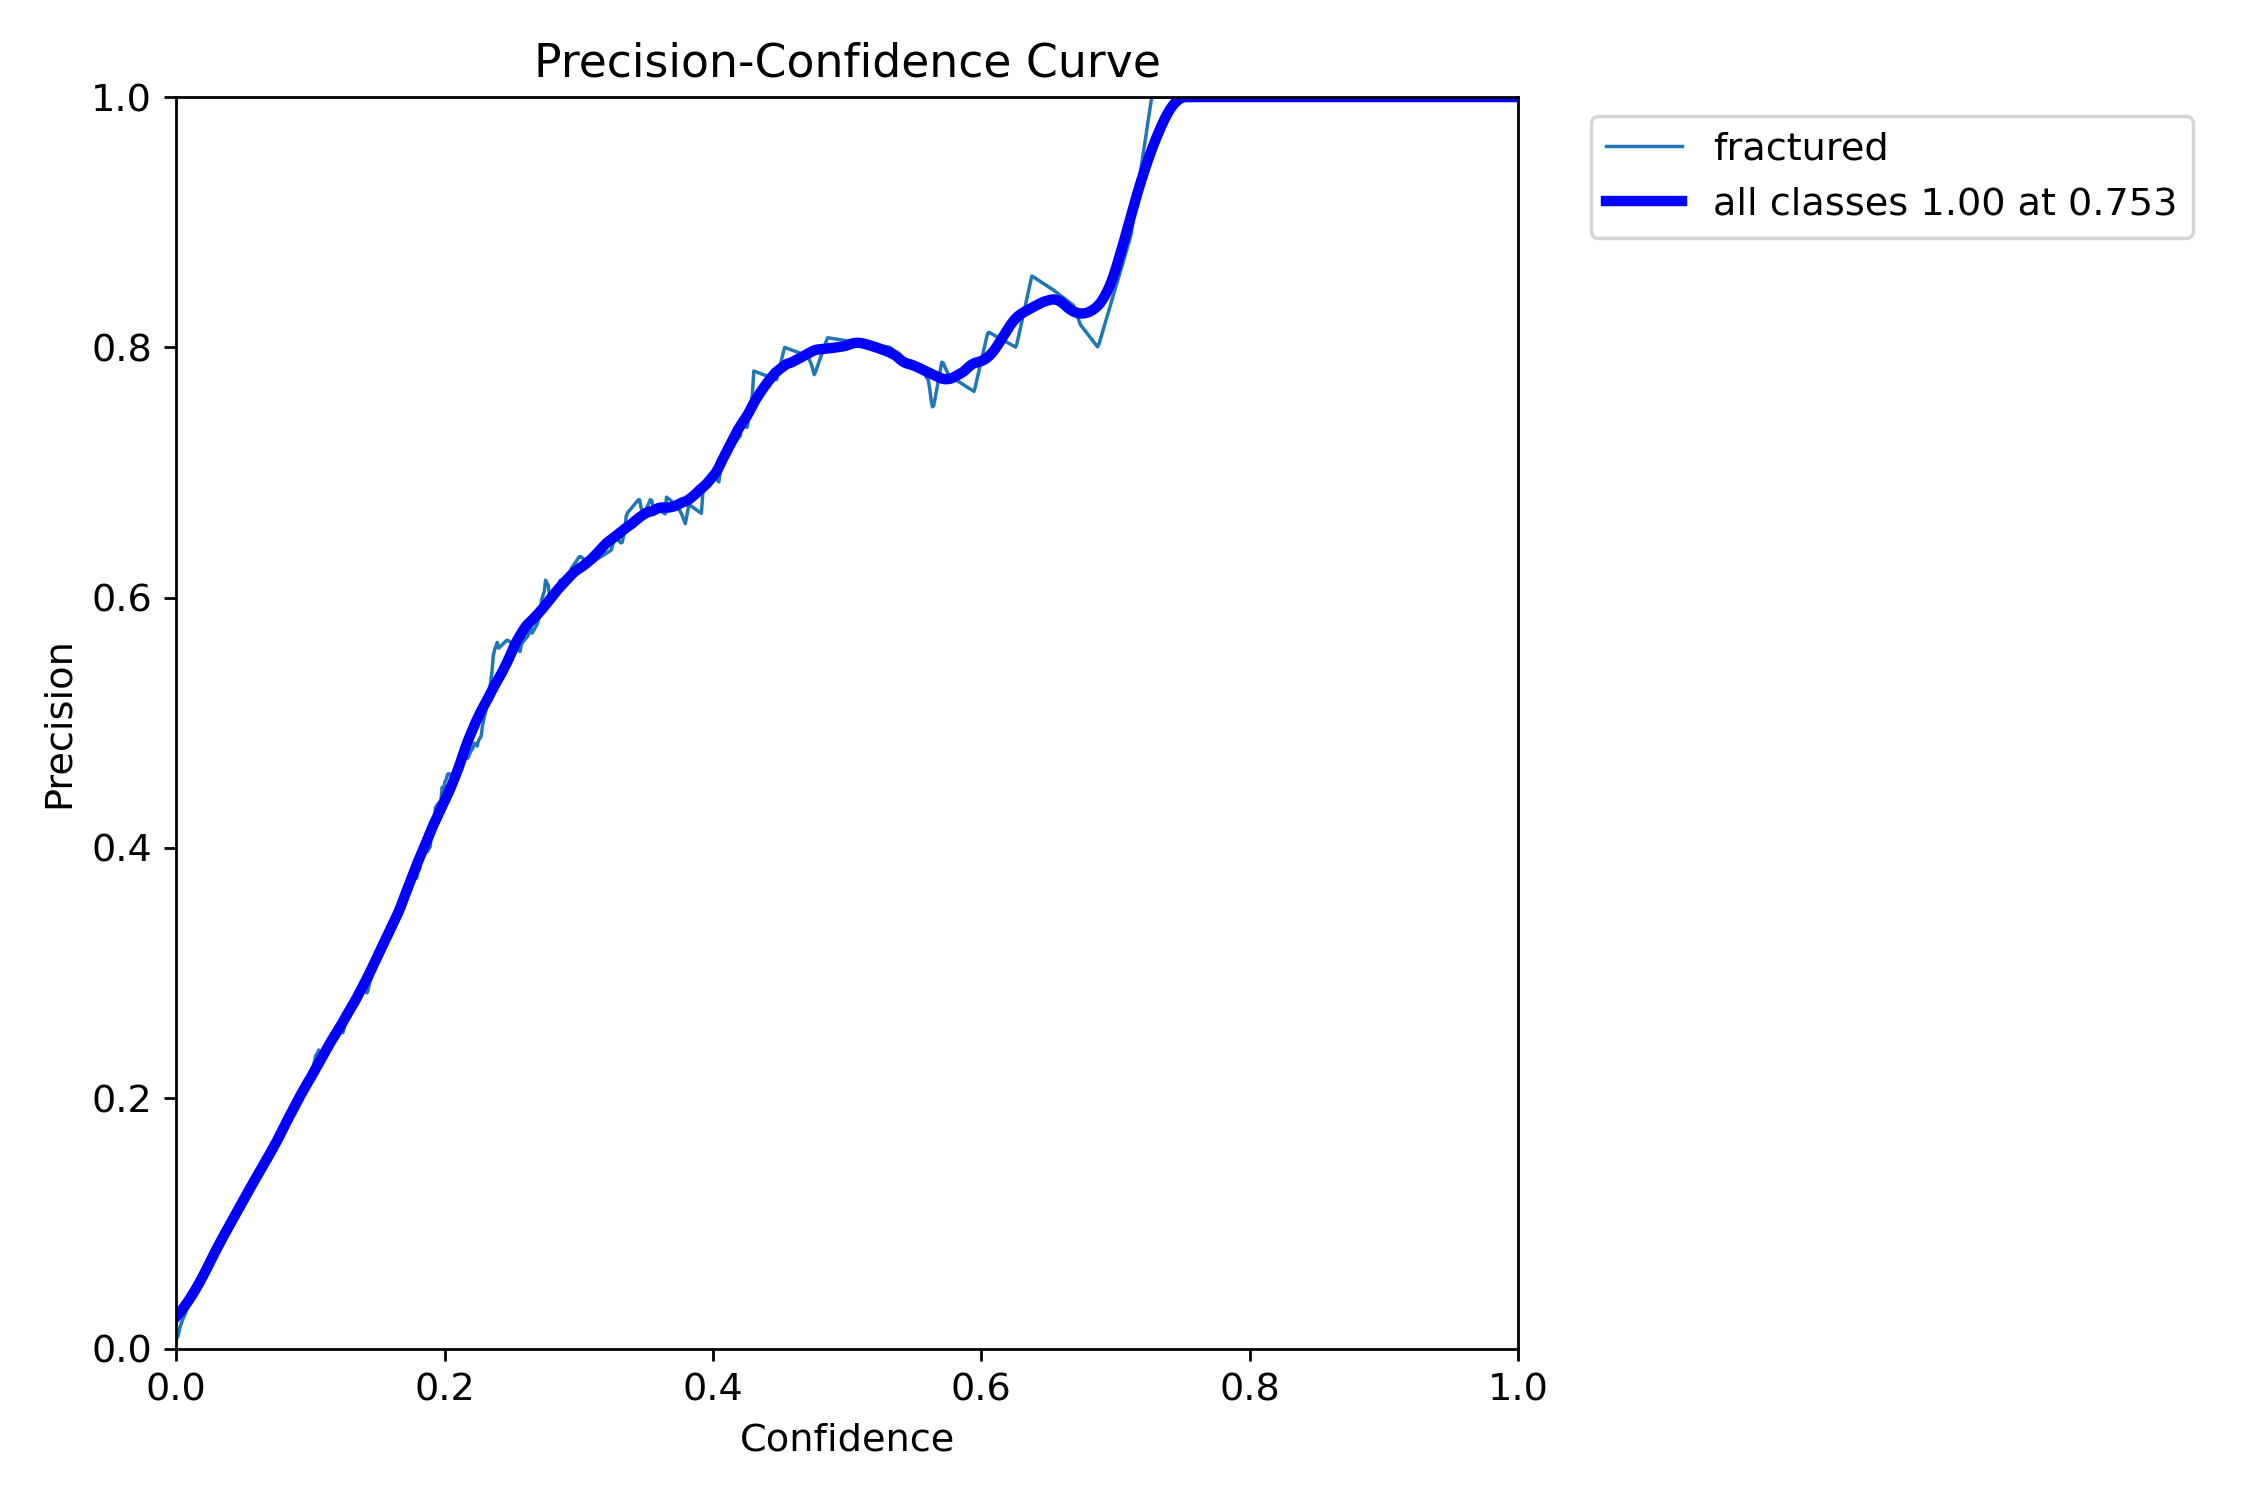 Precision-Confidence Curve
1.0
0.8
0.6
0.4
0.2
0.0
Precision
0.0 0.2 0.4 0.6 0.8 1.0
Confidence
fractured
all classes 1.00 at 0.753